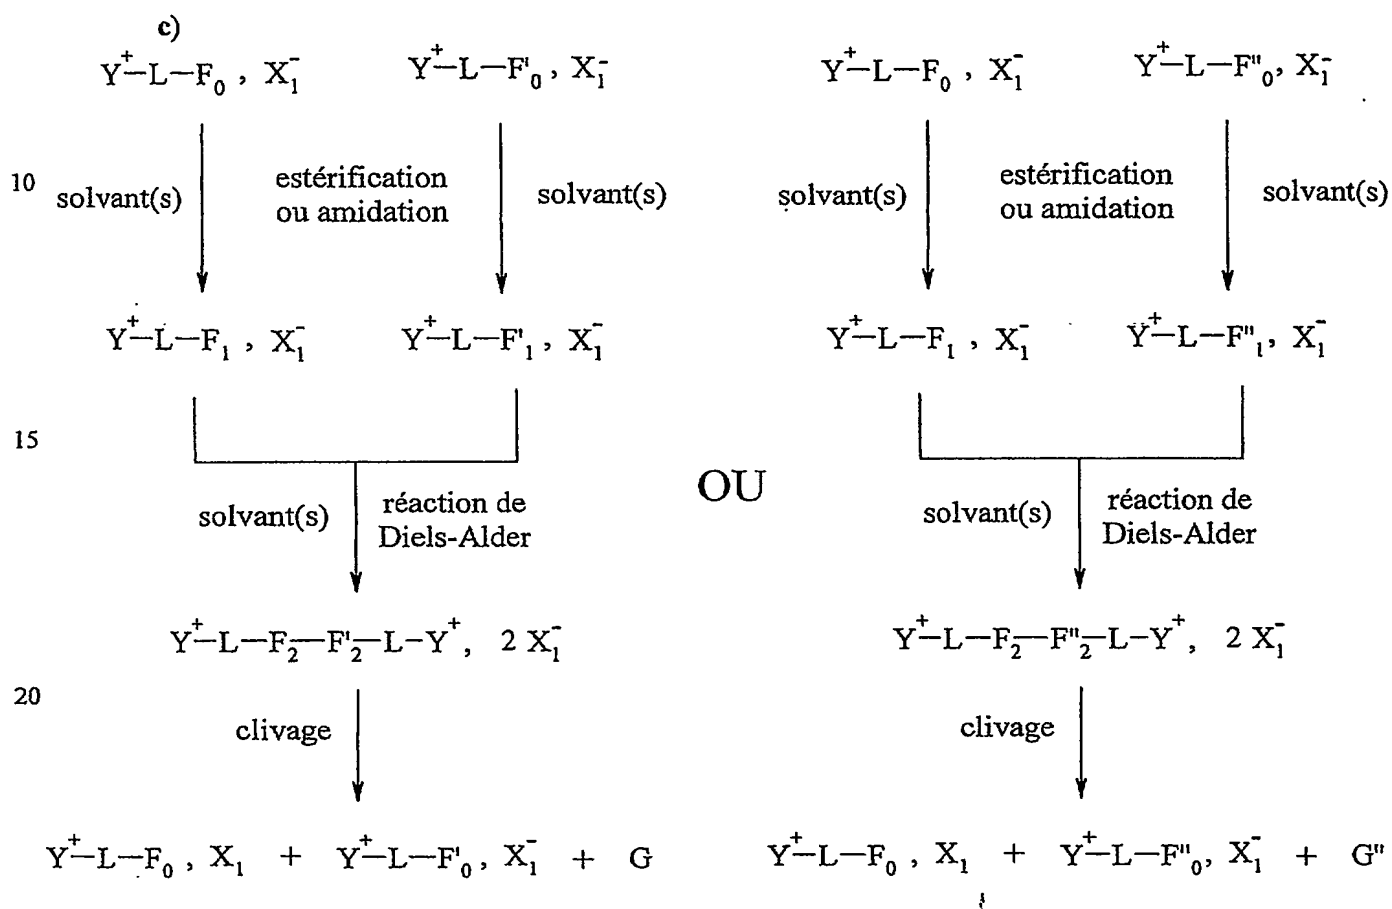 c)
Y⁺—L—F₀ , X₁⁻ Y⁺—L—F'₀ , X₁⁻ Y⁺—L—F₀ , X₁⁻ Y⁺—L—F"₀, X₁⁻
10 solvant(s) estérification ou amidation solvant(s) solvant(s) estérification ou amidation solvant(s)
Y⁺—L—F₁ , X₁⁻ Y⁺—L—F'₁ , X₁⁻ Y⁺—L—F₁ , X₁⁻ Y⁺—L—F"₁, X₁⁻
15
OU
solvant(s) réaction de Diels-Alder solvant(s) réaction de Diels-Alder
Y⁺—L—F₂—F'₂—L—Y⁺, 2 X₁⁻ Y⁺—L—F₂—F"₂—L—Y⁺, 2 X₁⁻
20
clivage clivage
Y⁺—L—F₀ , X₁ + Y⁺—L—F'₀ , X₁⁻ + G Y⁺—L—F₀ , X₁ + Y⁺—L—F"₀, X₁⁻ + G"